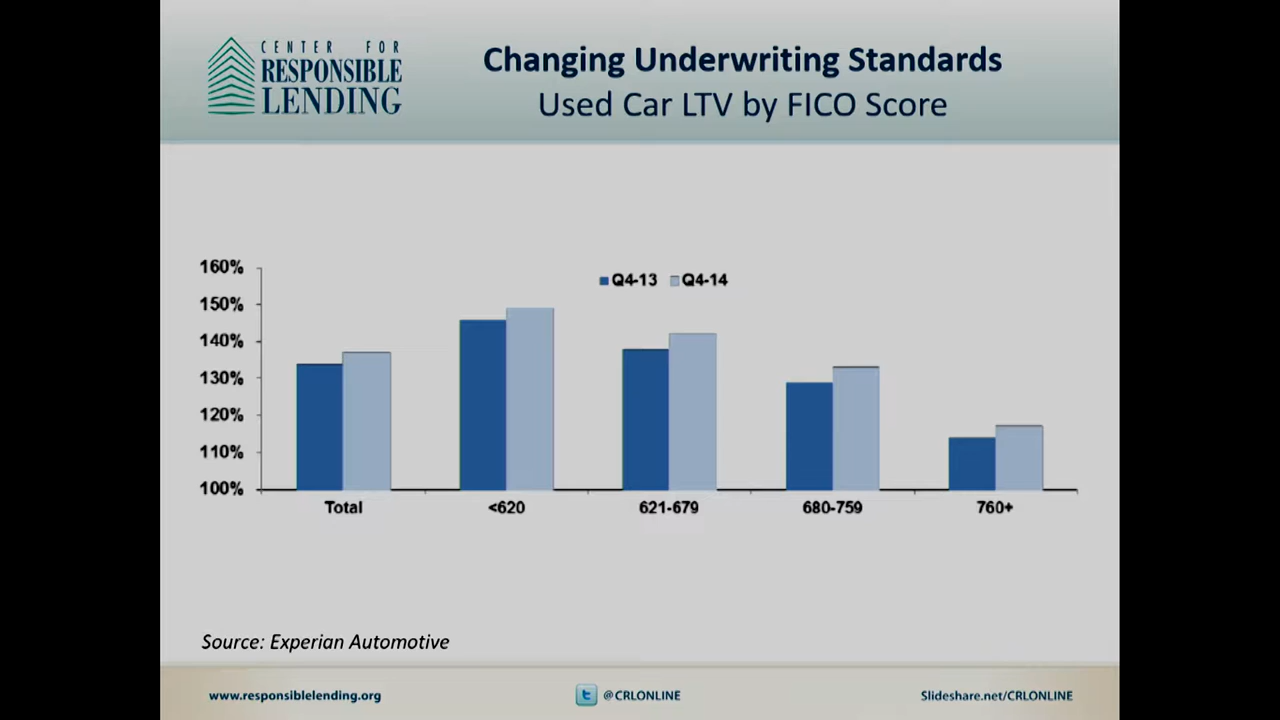 CENTER FOR
RESPONSIBLE
LENDING
Changing Underwriting Standards
Used Car LTV by FICO Score
160%
150%
140%
130%
120%
110%
100%
Q4-13 Q4-14
Total <620 621-679 680-759 760+
Source: Experian Automotive
www.responsiblelending.org @CRLONLINE Slideshare.net/CRLONLINE